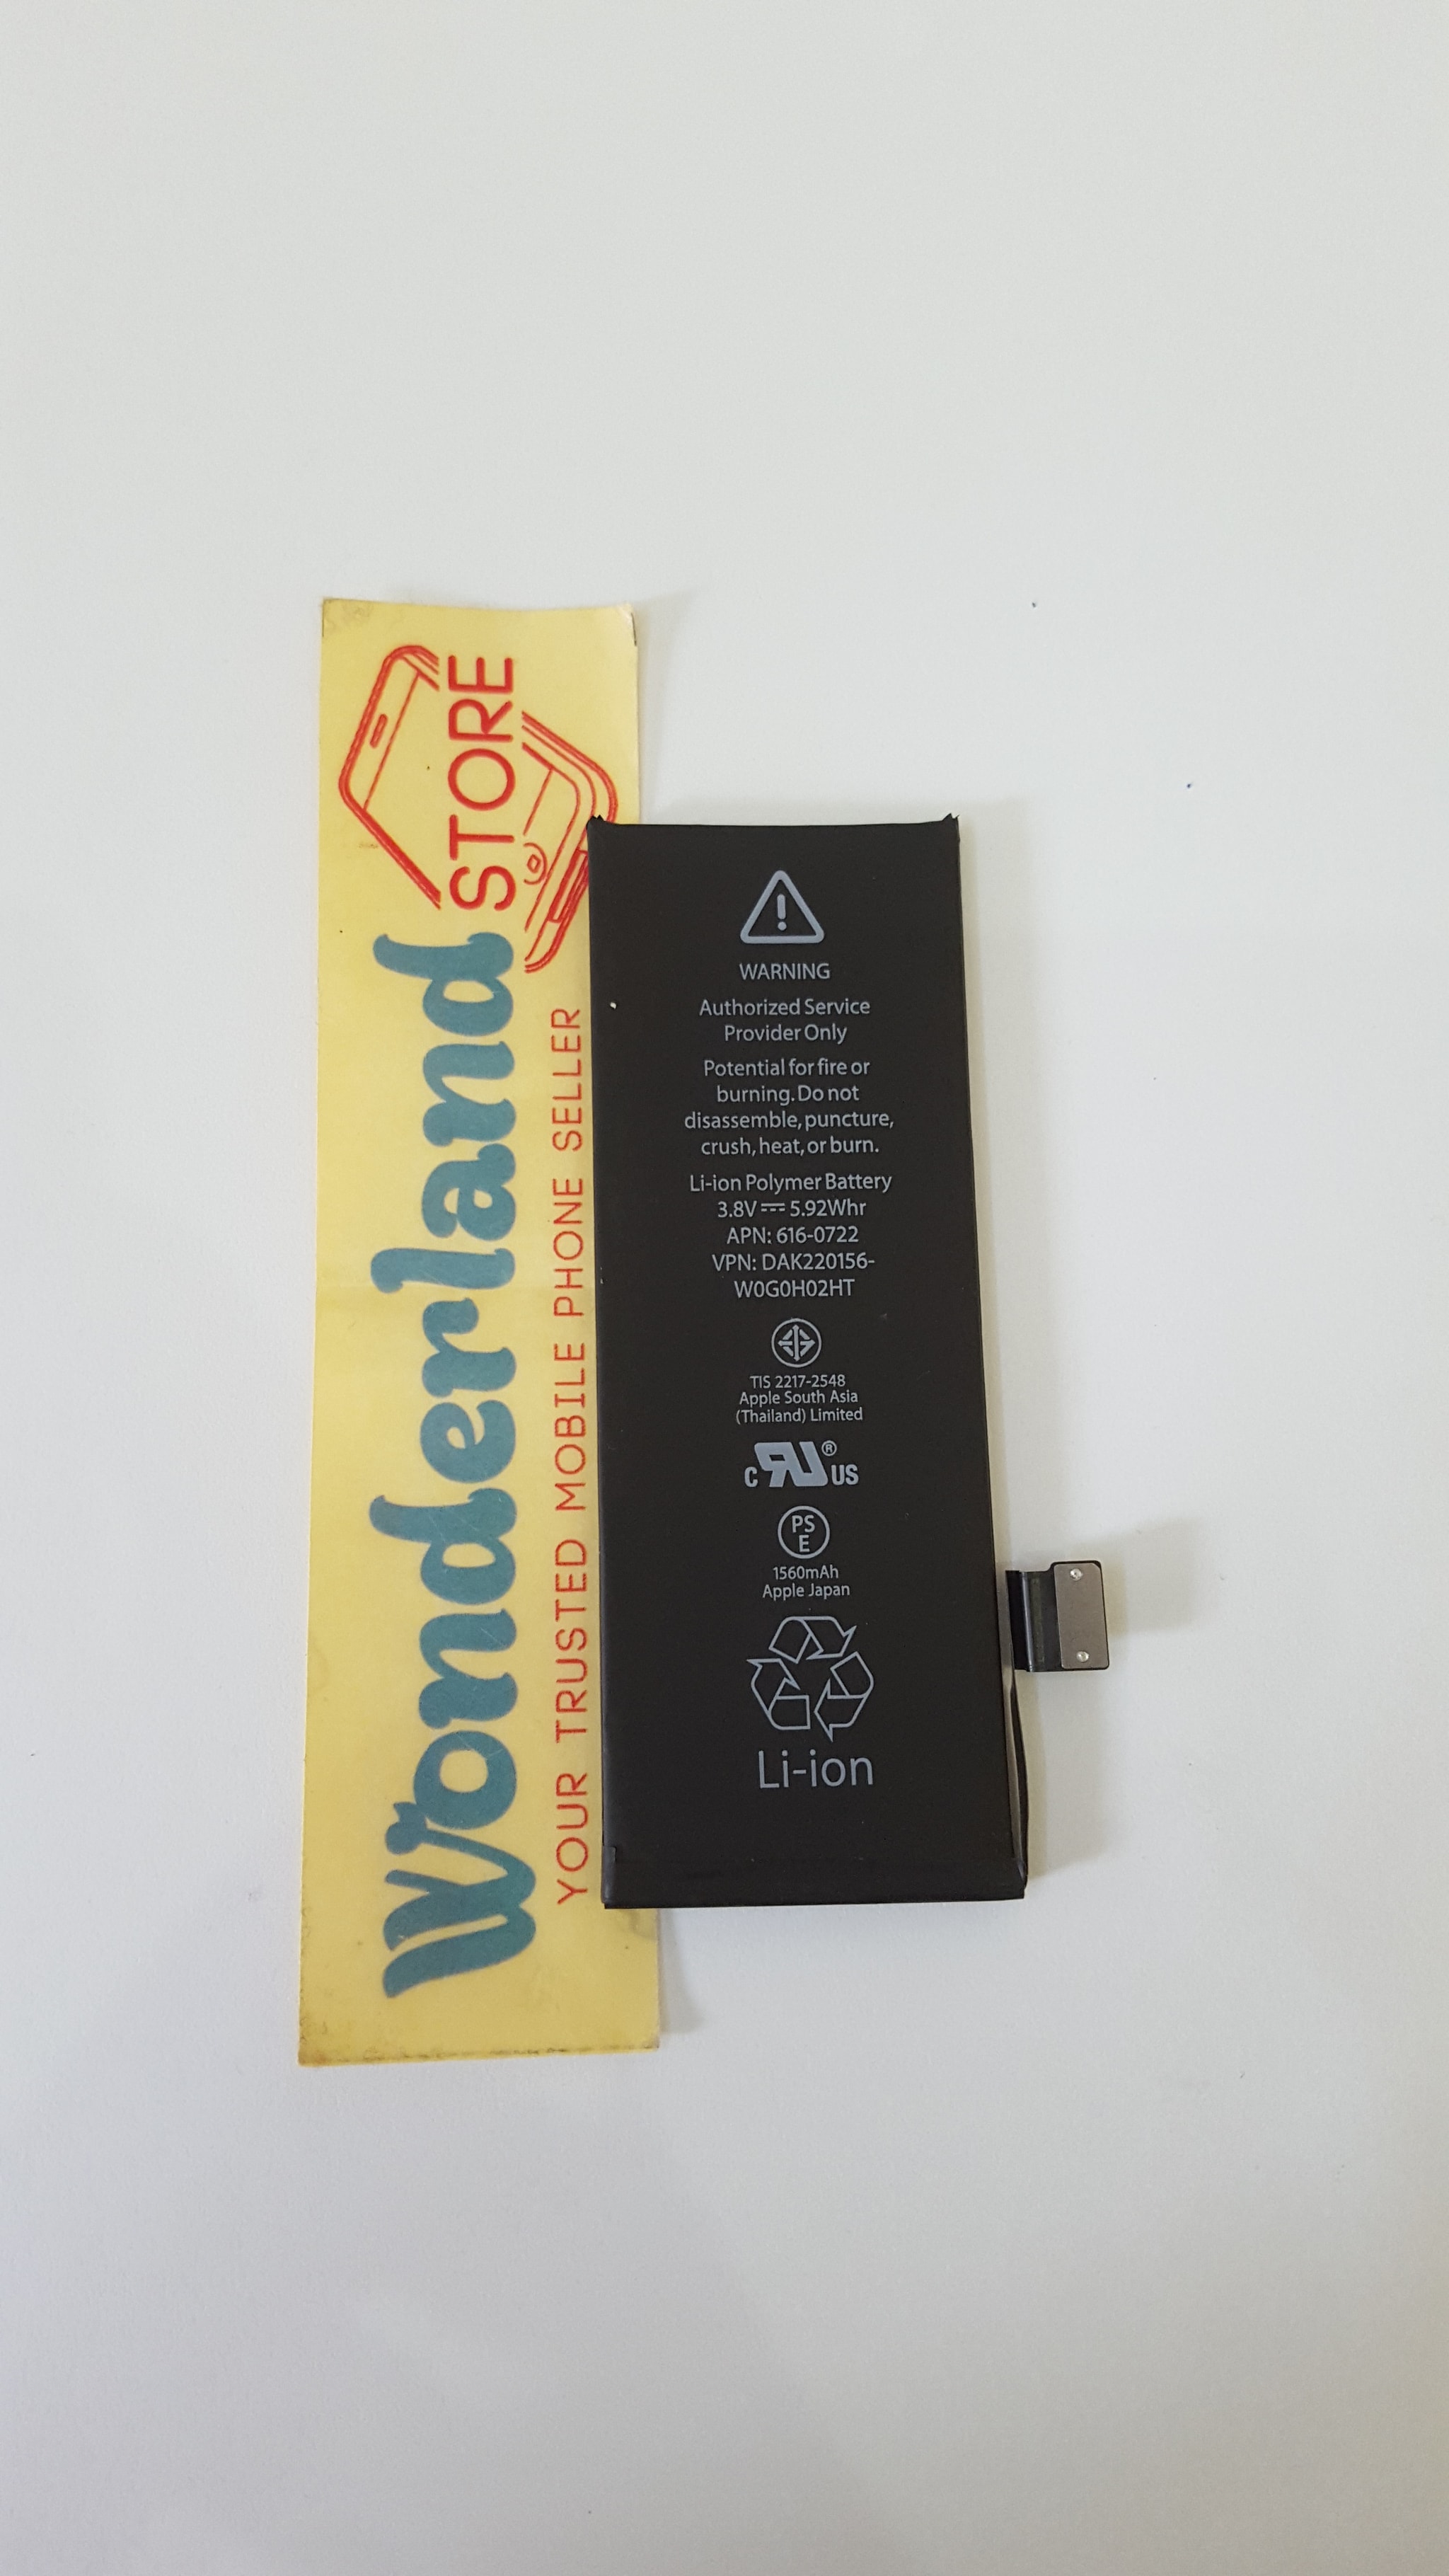 Wonderland
STORE
YOUR TRUSTED MOBILE PHONE SELLER
WARNING
Authorized Service
Provider Only
Potential for fire or
burning. Do not
disassemble, puncture,
crush, heat, or burn.
Li-ion Polymer Battery
3.8V 5.92Whr
APN: 616-0722
VPN: DAK220156-
W0G0H02HT
TIS 2217-2548
Apple South Asia
(Thailand) Limited
c RU ® US
PS
E
1560mAh
Apple Japan
Li-ion